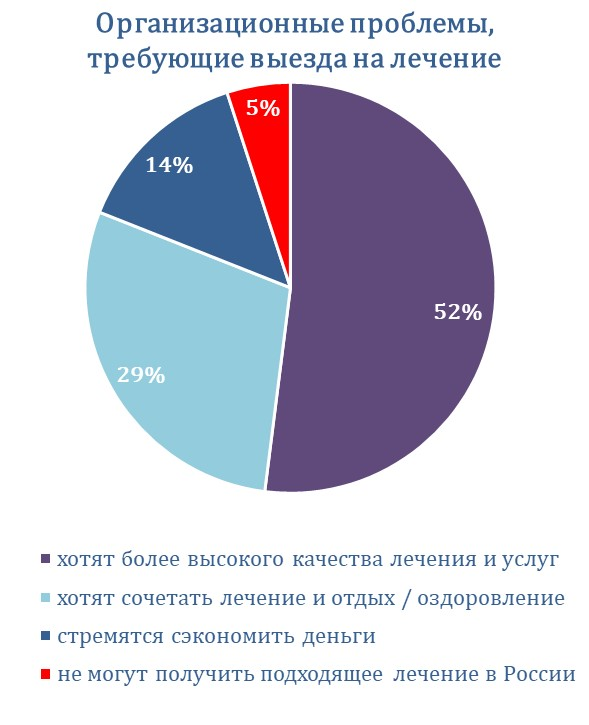 Организационные проблемы,
требующие выезда на лечение
5%
14%
52%
29%
хотят более высокого качества лечения и услуг
хотят сочетать лечение и отдых / оздоровление
стремятся сэкономить деньги
не могут получить подходящее лечение в России